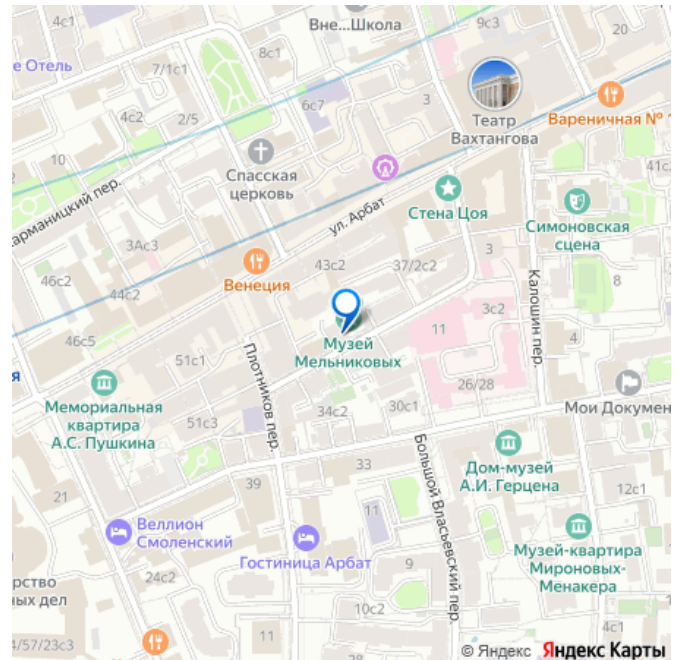 4с1
Вне...Школа
9с3
20
е Отель
7/1с1
8с1
4с2
2/5
6с7
3
Театр
Вахтангова
Вареничная № 1
10
Спасская
церковь
41с
Карманицкий пер.
ул. Арбат
Стена Цоя
Симоновская
сцена
3Ас3
46с2
44с2
Венеция
43с2
37/2с2
3
Калошин пер.
8
46с5
51с1
Музей
Мельниковых
11
3с2
4
я
Плотников пер.
26/28
Мемориальная
квартира
А.С. Пушкина
51с3
34с2
30с1
Мои Докумен
33
Большой Власьевский пер.
Дом-музей
А.И. Герцена
21
39
12с1
Веллион
Смоленский
11
Гостиница Арбат
9
Музей-квартира
Мироновых-
Менакера
рство
ных дел
24с2
10с2
4/57/23с3
11
4с1
© Яндекс Яндекс Карты